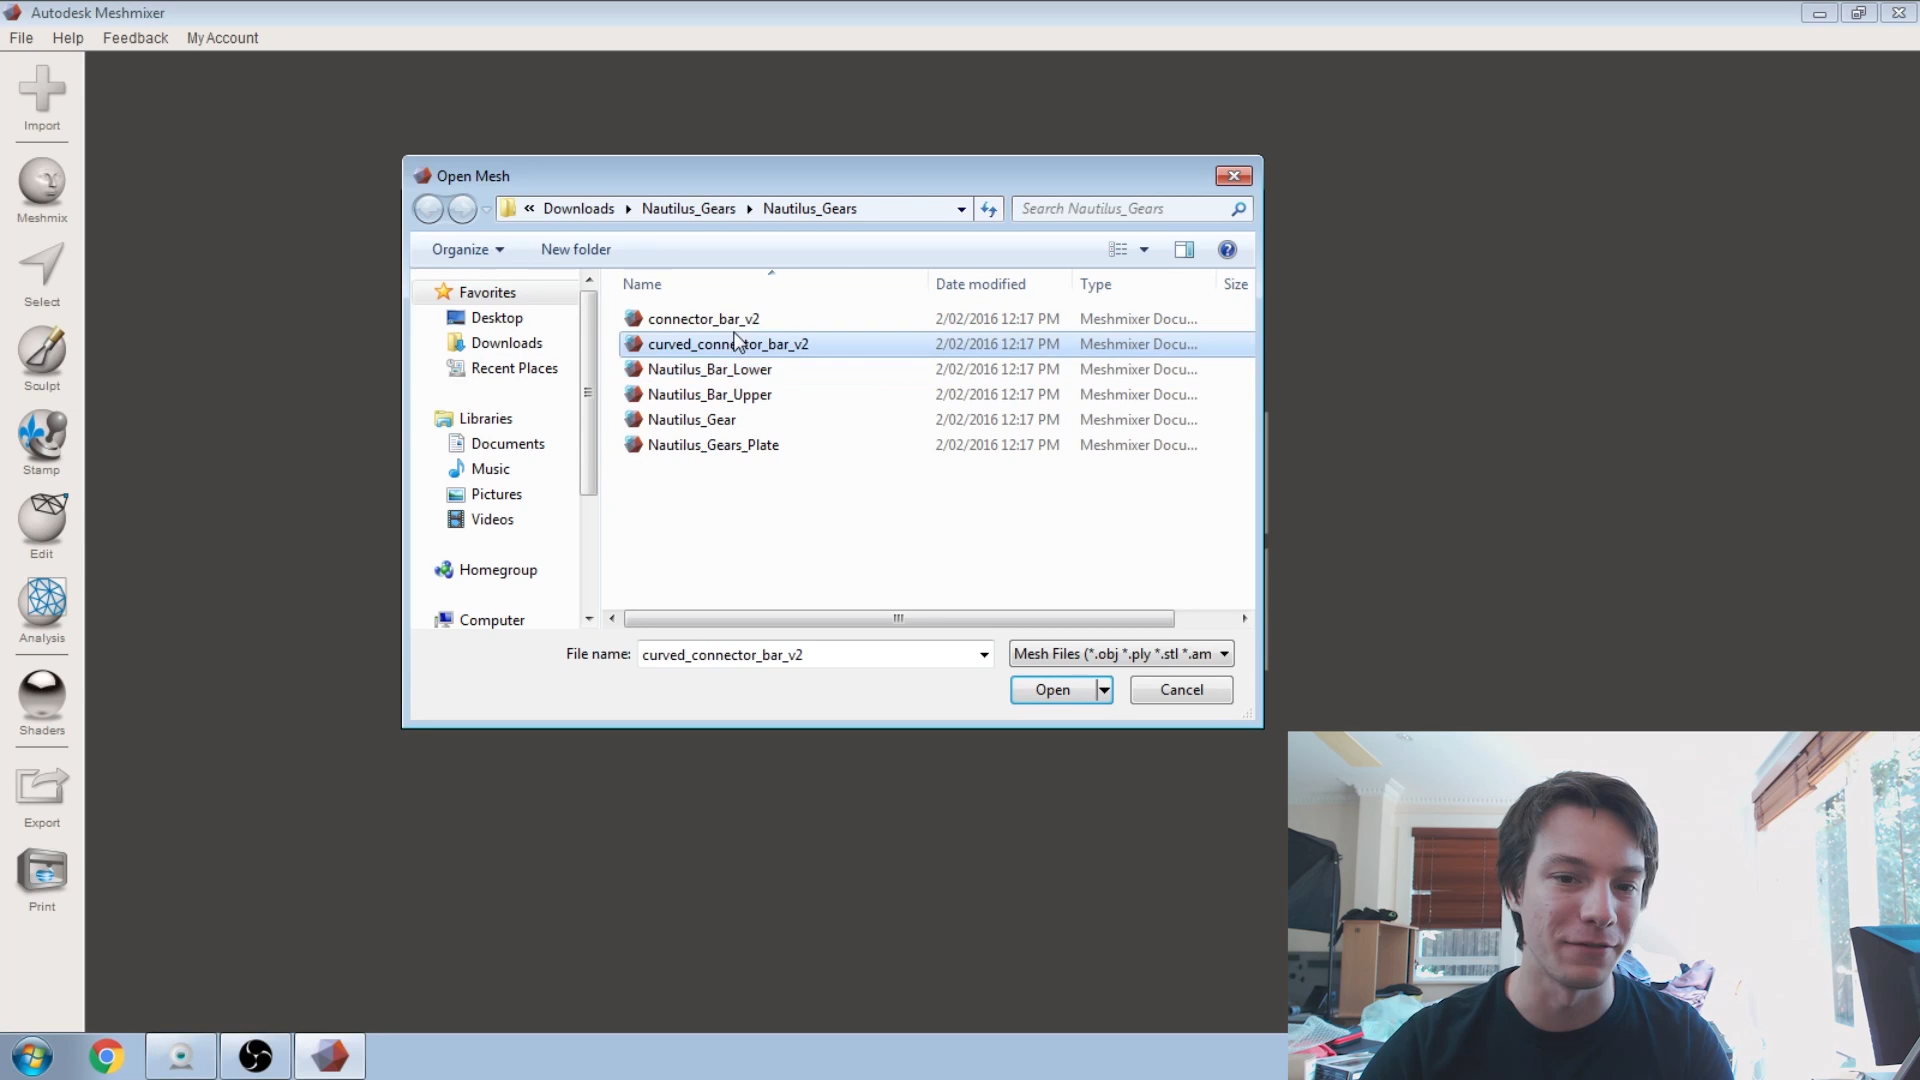 Autodesk Meshmixer
File Help Feedback My Account
Import
Meshmix
Select
Sculpt
Stamp
Edit
Analysis
Shaders
Export
Print
Open Mesh
« Downloads Nautilus_Gears Nautilus_Gears
Search Nautilus_Gears
Organize New folder
Favorites
Desktop
Downloads
Recent Places
Libraries
Documents
Music
Pictures
Videos
Homegroup
Computer
Name Date modified Type Size
connector_bar_v2 2/02/2016 12:17 PM Meshmixer Docu...
curved_connector_bar_v2 2/02/2016 12:17 PM Meshmixer Docu...
Nautilus_Bar_Lower 2/02/2016 12:17 PM Meshmixer Docu...
Nautilus_Bar_Upper 2/02/2016 12:17 PM Meshmixer Docu...
Nautilus_Gear 2/02/2016 12:17 PM Meshmixer Docu...
Nautilus_Gears_Plate 2/02/2016 12:17 PM Meshmixer Docu...
File name: curved_connector_bar_v2 Mesh Files (*.obj *.ply *.stl *.am
Open Cancel